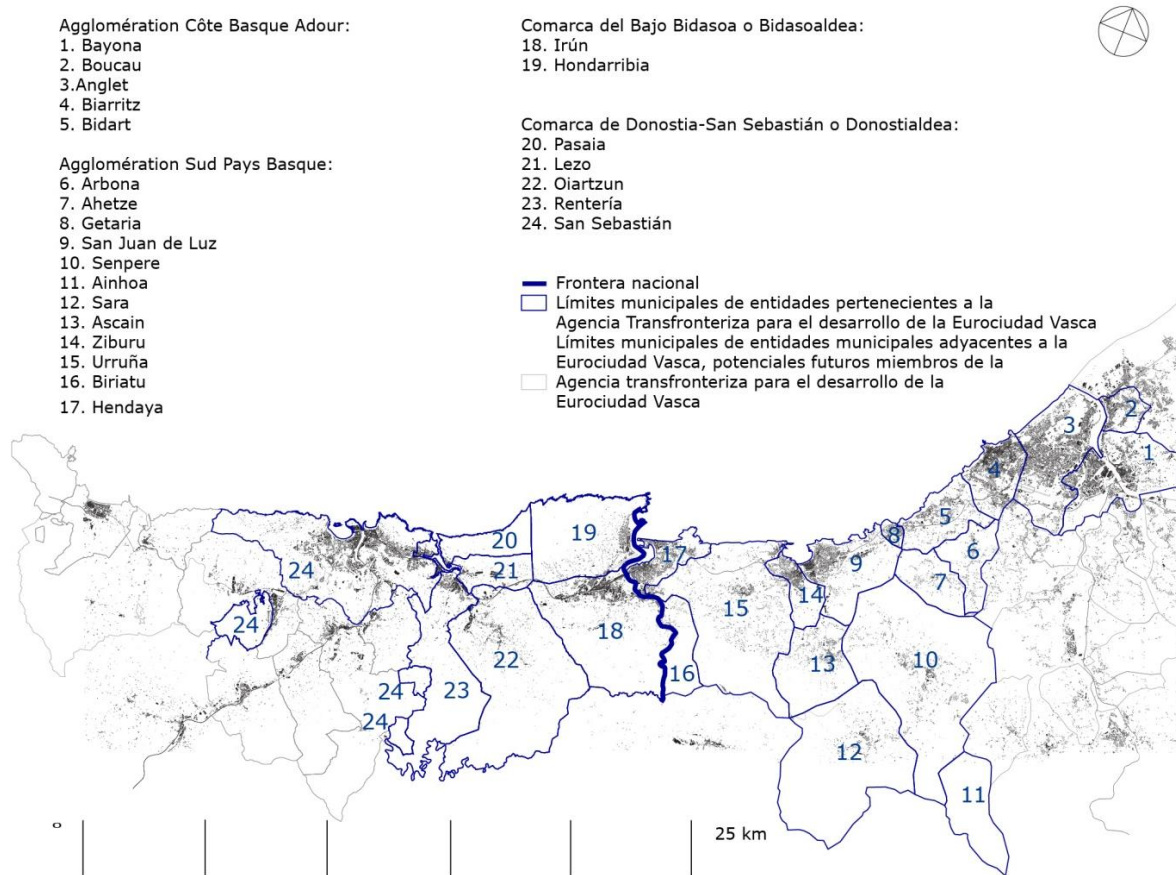 Agglomération Côte Basque Adour:
1. Bayona
2. Boucau
3.Anglet
4. Biarritz
5. Bidart
Agglomération Sud Pays Basque:
6. Arbona
7. Ahetze
8. Getaria
9. San Juan de Luz
10. Senpere
11. Ainhoa
12. Sara
13. Ascain
14. Ziburu
15. Urruña
16. Biriatu
17. Hendaya
Comarca del Bajo Bidasoa o Bidasoaldea:
18. Irún
19. Hondarribia
Comarca de Donostia-San Sebastián o Donostialdea:
20. Pasaia
21. Lezo
22. Oiartzun
23. Rentería
24. San Sebastián
Frontera nacional
Límites municipales de entidades pertenecientes a la
Agencia Transfronteriza para el desarrollo de la Eurociudad Vasca
Límites municipales de entidades municipales adyacentes a la
Eurociudad Vasca, potenciales futuros miembros de la
Agencia transfronteriza para el desarrollo de la
Eurociudad Vasca
2
3
1
4
5
8
6
20
19
17
9
24
21
7
14
15
24
18
22
10
13
16
24
23
24
12
11
0
25 km